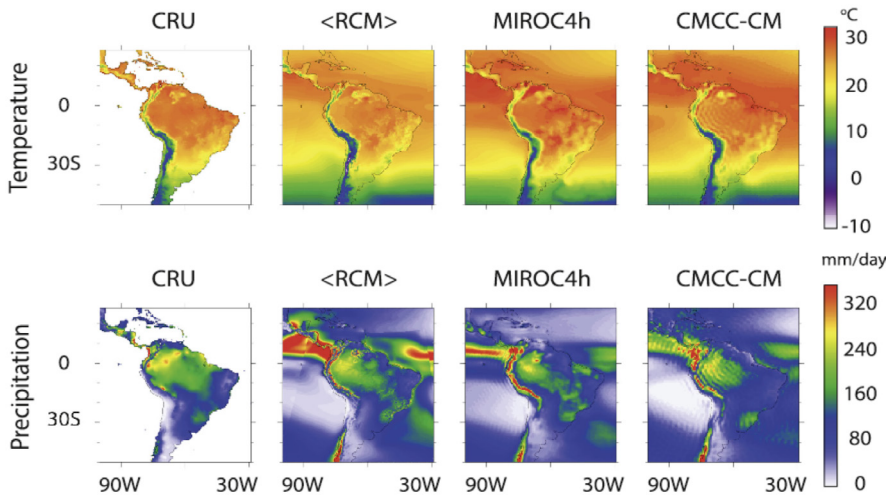 CRU <RCM> MIROC4h CMCC-CM °C
Temperature
0
30S
30
20
10
0
-10
CRU <RCM> MIROC4h CMCC-CM mm/day
Precipitation
0
30S
320
240
160
80
0
90W 30W 90W 30W 90W 30W 90W 30W